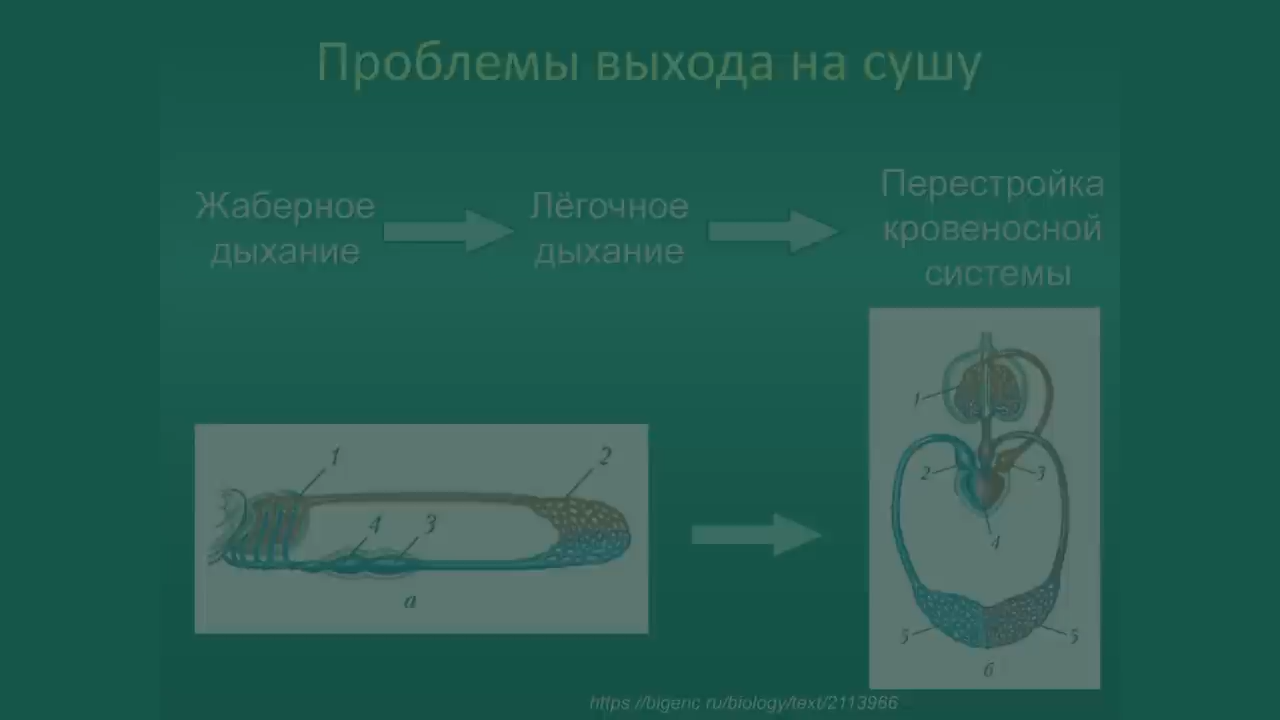 Проблемы выхода на сушу
Жаберное
дыхание
Лёгочное
дыхание
Перестройка
кровеносной
системы
1
2
4
3
а
1
2
3
4
5
5
б
https://bigenc.ru/biology/text/2113966